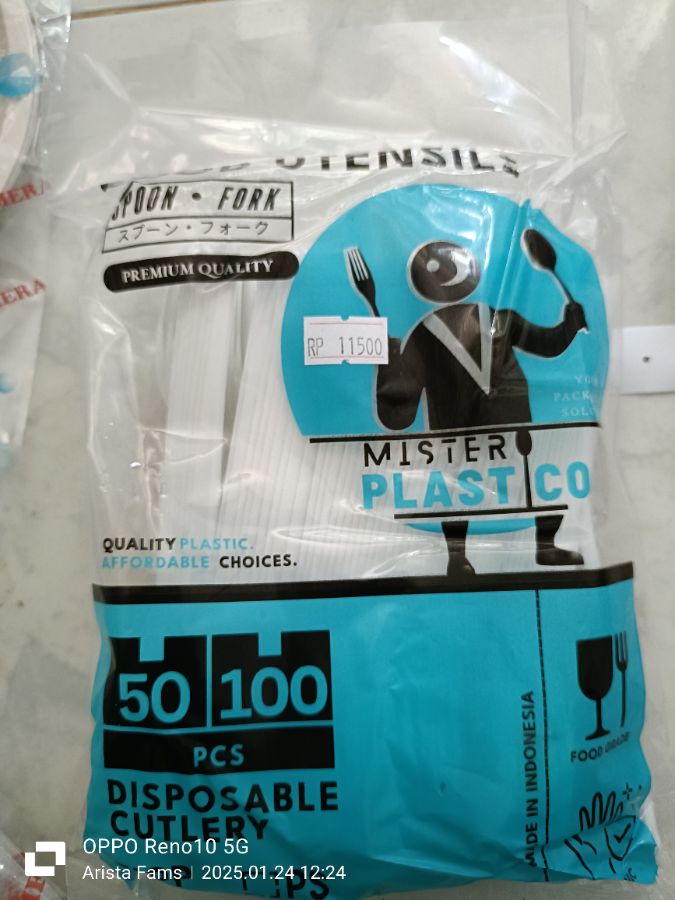 UTENSILS
SPOON • FORK
スプーン・フォーク
PREMIUM QUALITY
RP 11500
MISTER
PLASTICO
QUALITY PLASTIC.
AFFORDABLE CHOICES.
50 100
PCS
DISPOSABLE
CUTLERY
MADE IN INDONESIA
FOOD GRADE
OPPO Reno10 5G
Arista Fams | 2025.01.24 12:24